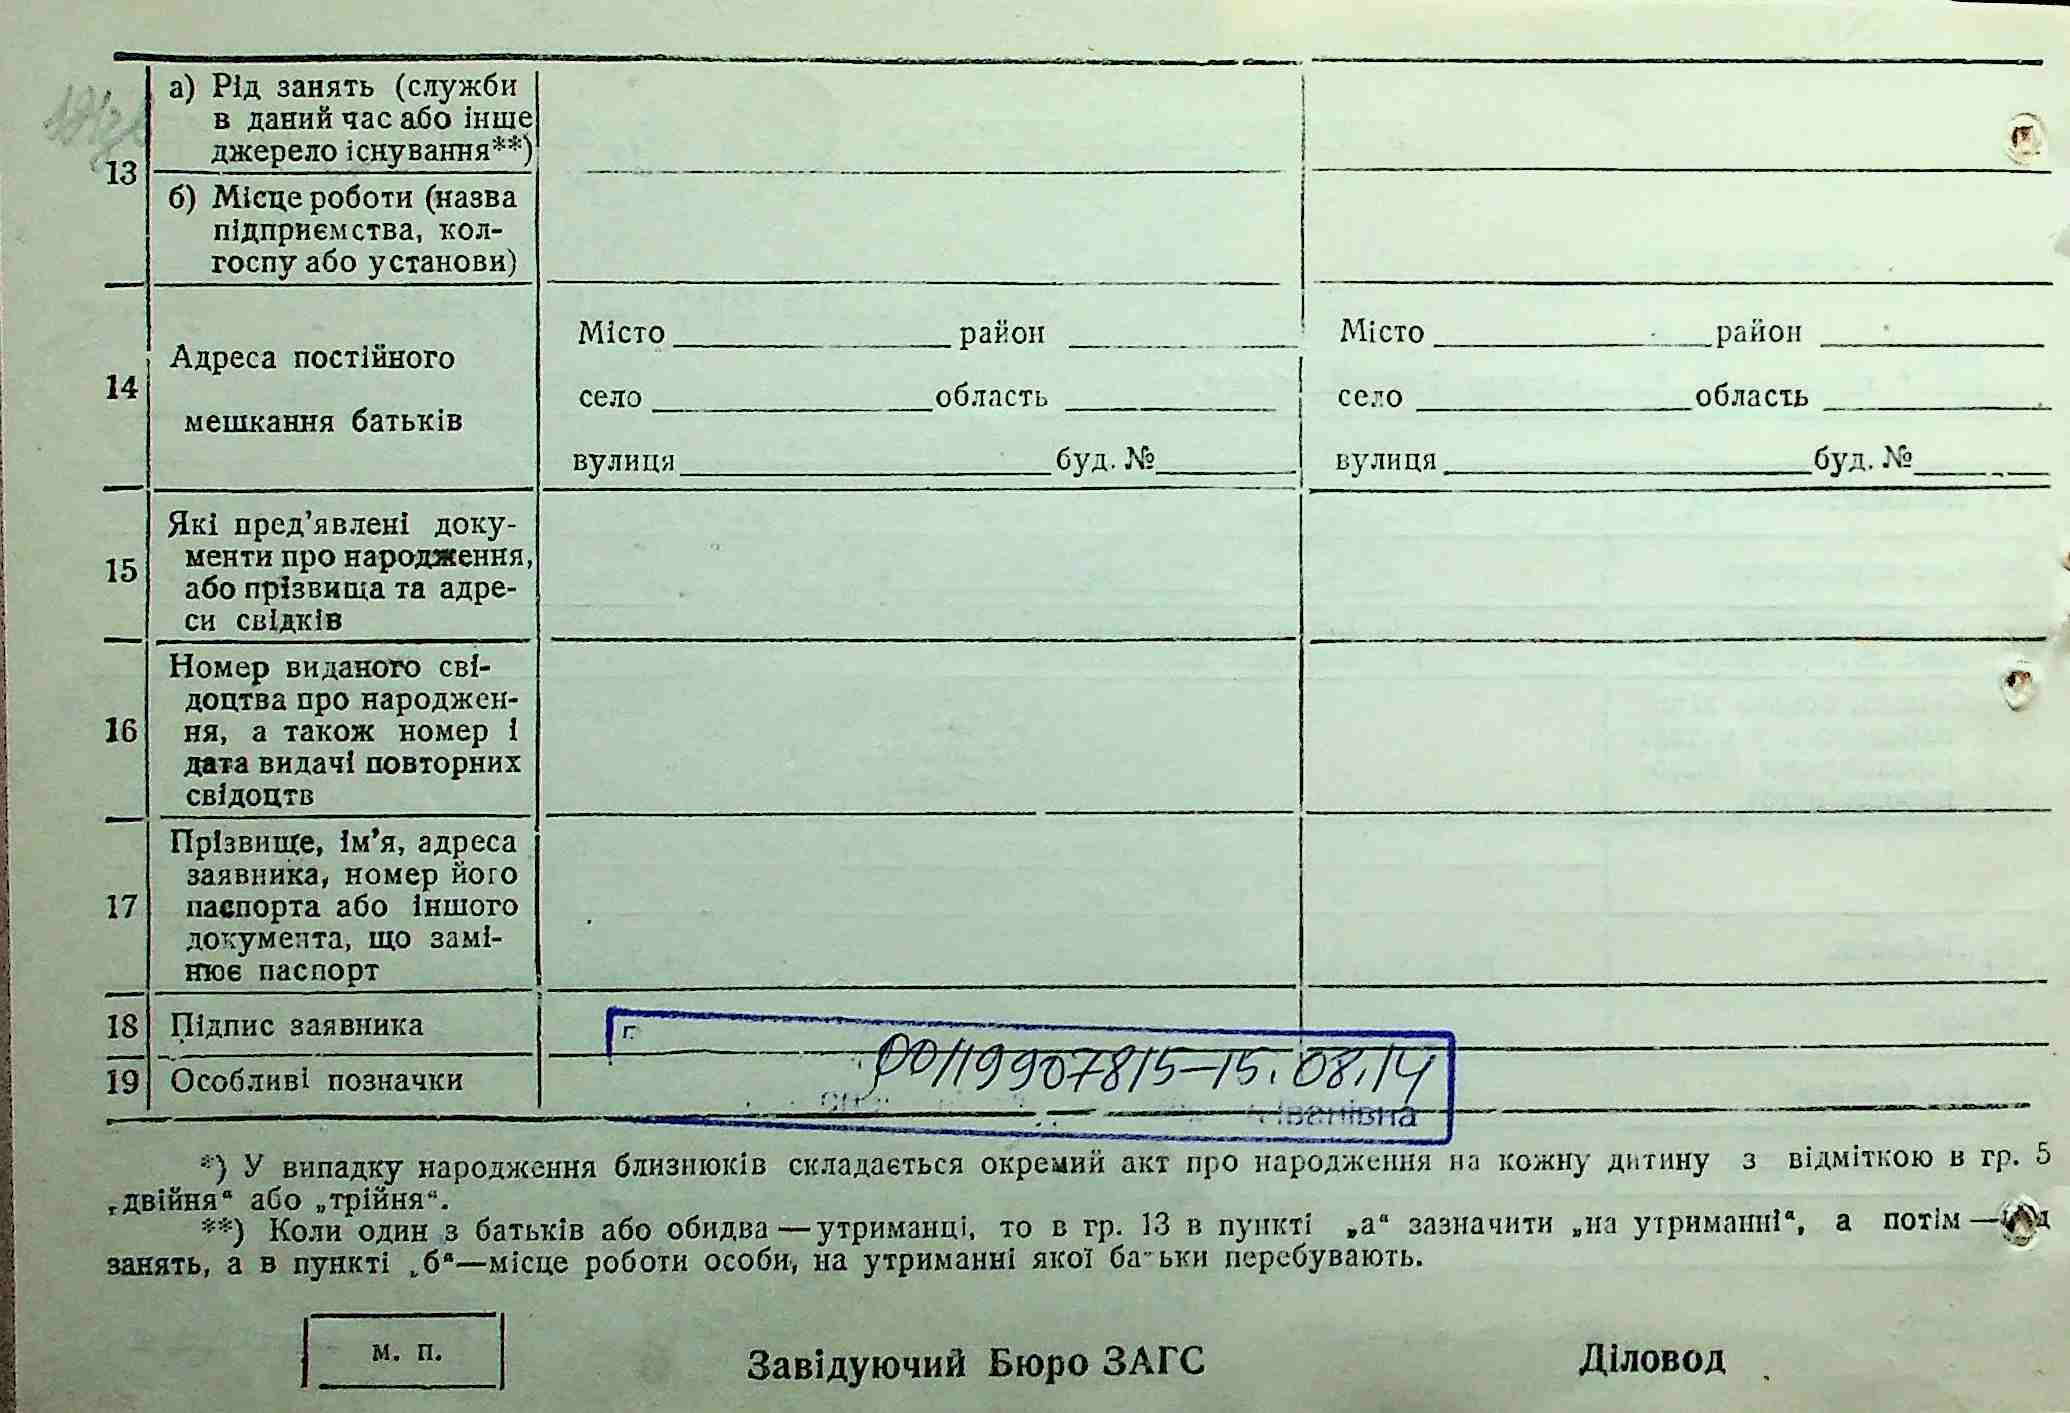 13
а) Рід занять (служби
в даний час або інше
джерело існування**)
б) Місце роботи (назва
підприємства, кол-
госпу або установи)
14
Адреса постійного
мешкання батьків
Місто район
село область
вулиця буд. №
Місто район
село область
вулиця буд. №
15
Які пред'явлені доку-
менти про народження,
або прізвища та адре-
си свідків
16
Номер виданого сві-
доцтва про народжен-
ня, а також номер і
дата видачі повторних
свідоцтв
17
Прізвище, ім'я, адреса
заявника, номер його
паспорта або іншого
документа, що замі-
нює паспорт
18 Підпис заявника
19 Особливі позначки
г.
00119907815-15.08.14
Іванівна
*) У випадку народження близнюків складається окремий акт про народження на кожну дитину з відміткою в гр. 5
„двійня“ або „трійня“.
**) Коли один з батьків або обидва — утриманці, то в гр. 13 в пункті „а“ зазначити „на утриманні“, а потім —
занять, а в пункті „б“—місце роботи особи, на утриманні якої батьки перебувають.
м. п.
Завідуючий Бюро ЗАГС
Діловод